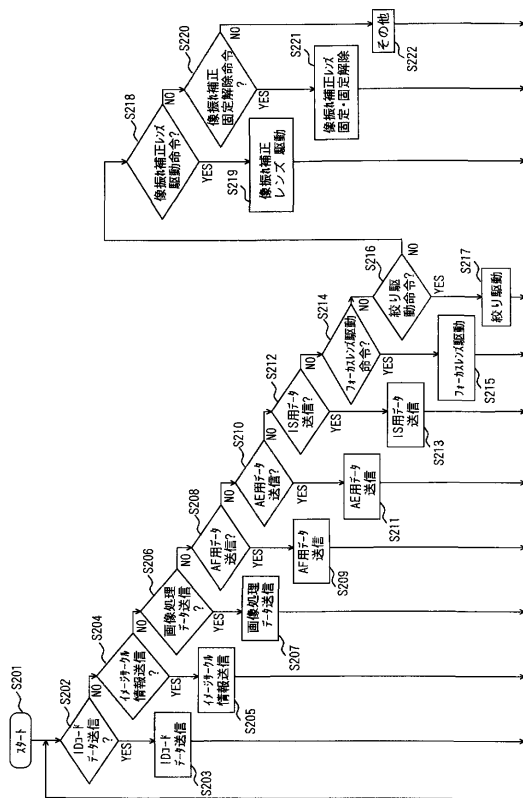 スタート
S201
IDコード
データ送信
?
S202
YES
NO
IDコード
データ送信
S203
イメージサークル
情報送信
?
S204
YES
NO
イメージサークル
情報送信
S205
画像処理
データ送信
?
S206
YES
NO
画像処理
データ送信
S207
AF用データ
送信?
S208
YES
NO
AF用データ
送信
S209
AE用データ
送信?
S210
YES
NO
AE用データ
送信
S211
IS用データ
送信?
S212
YES
NO
IS用データ
送信
S213
フォーカスレンズ駆動
命令?
S214
YES
NO
フォーカスレンズ駆動
S215
絞り駆
動命令?
S216
YES
NO
絞り駆動
S217
像振れ補正レンズ
駆動命令?
S218
YES
NO
像振れ補正
レンズ 駆動
S219
像振れ補正
固定解除命令
?
S220
YES
NO
像振れ補正レンズ
固定・固定解除
S221
その他
S222